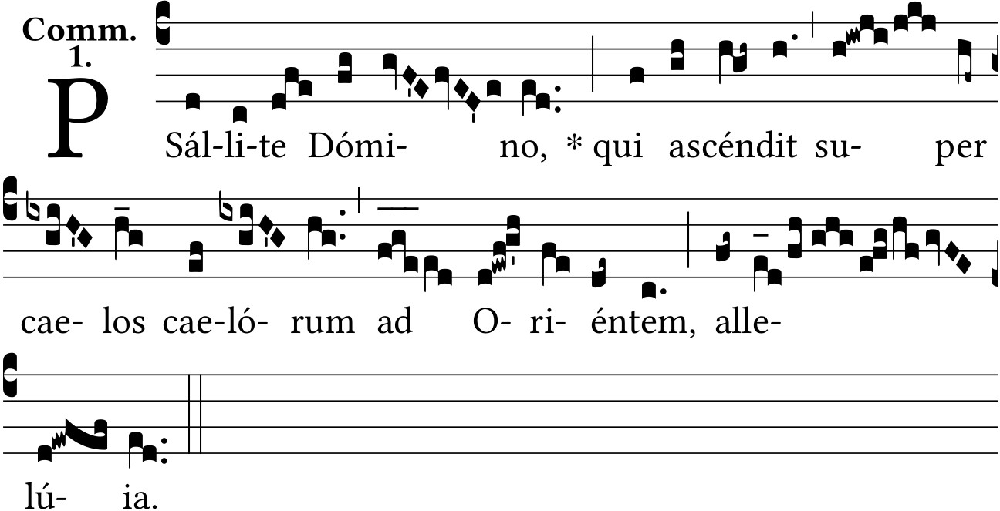 Comm.
1.
PSál-li-te Dómi- no, * qui ascéndit su- per
cae- los cae-ló- rum ad O- ri- éntem, alle-
lú- ia.